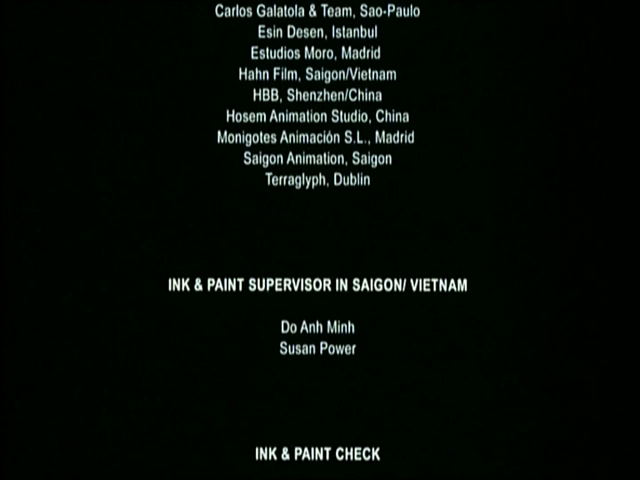 Carlos Galatola & Team, Sao-Paulo
Esin Desen, Istanbul
Estudios Moro, Madrid
Hahn Film, Saigon/Vietnam
HBB, Shenzhen/China
Hosem Animation Studio, China
Monigotes Animación S.L., Madrid
Saigon Animation, Saigon
Terraglyph, Dublin
INK & PAINT SUPERVISOR IN SAIGON/ VIETNAM
Do Anh Minh
Susan Power
INK & PAINT CHECK